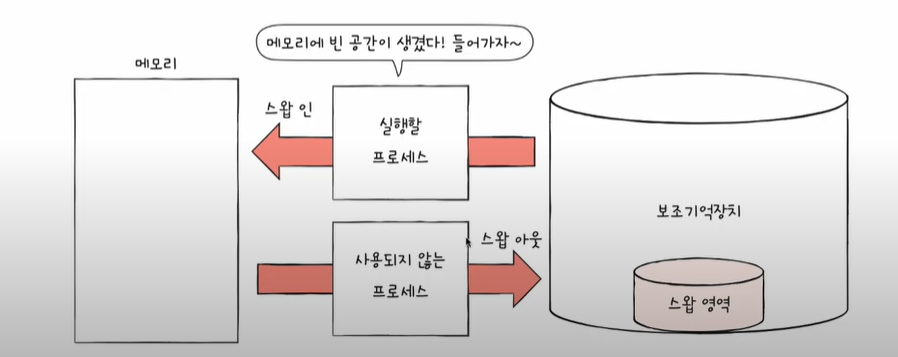 메모리에 빈 공간이 생겼다! 들어가자~
메모리
스왑 인
실행할
프로세스
보조기억장치
스왑 아웃
사용되지 않는
프로세스
스왑 영역